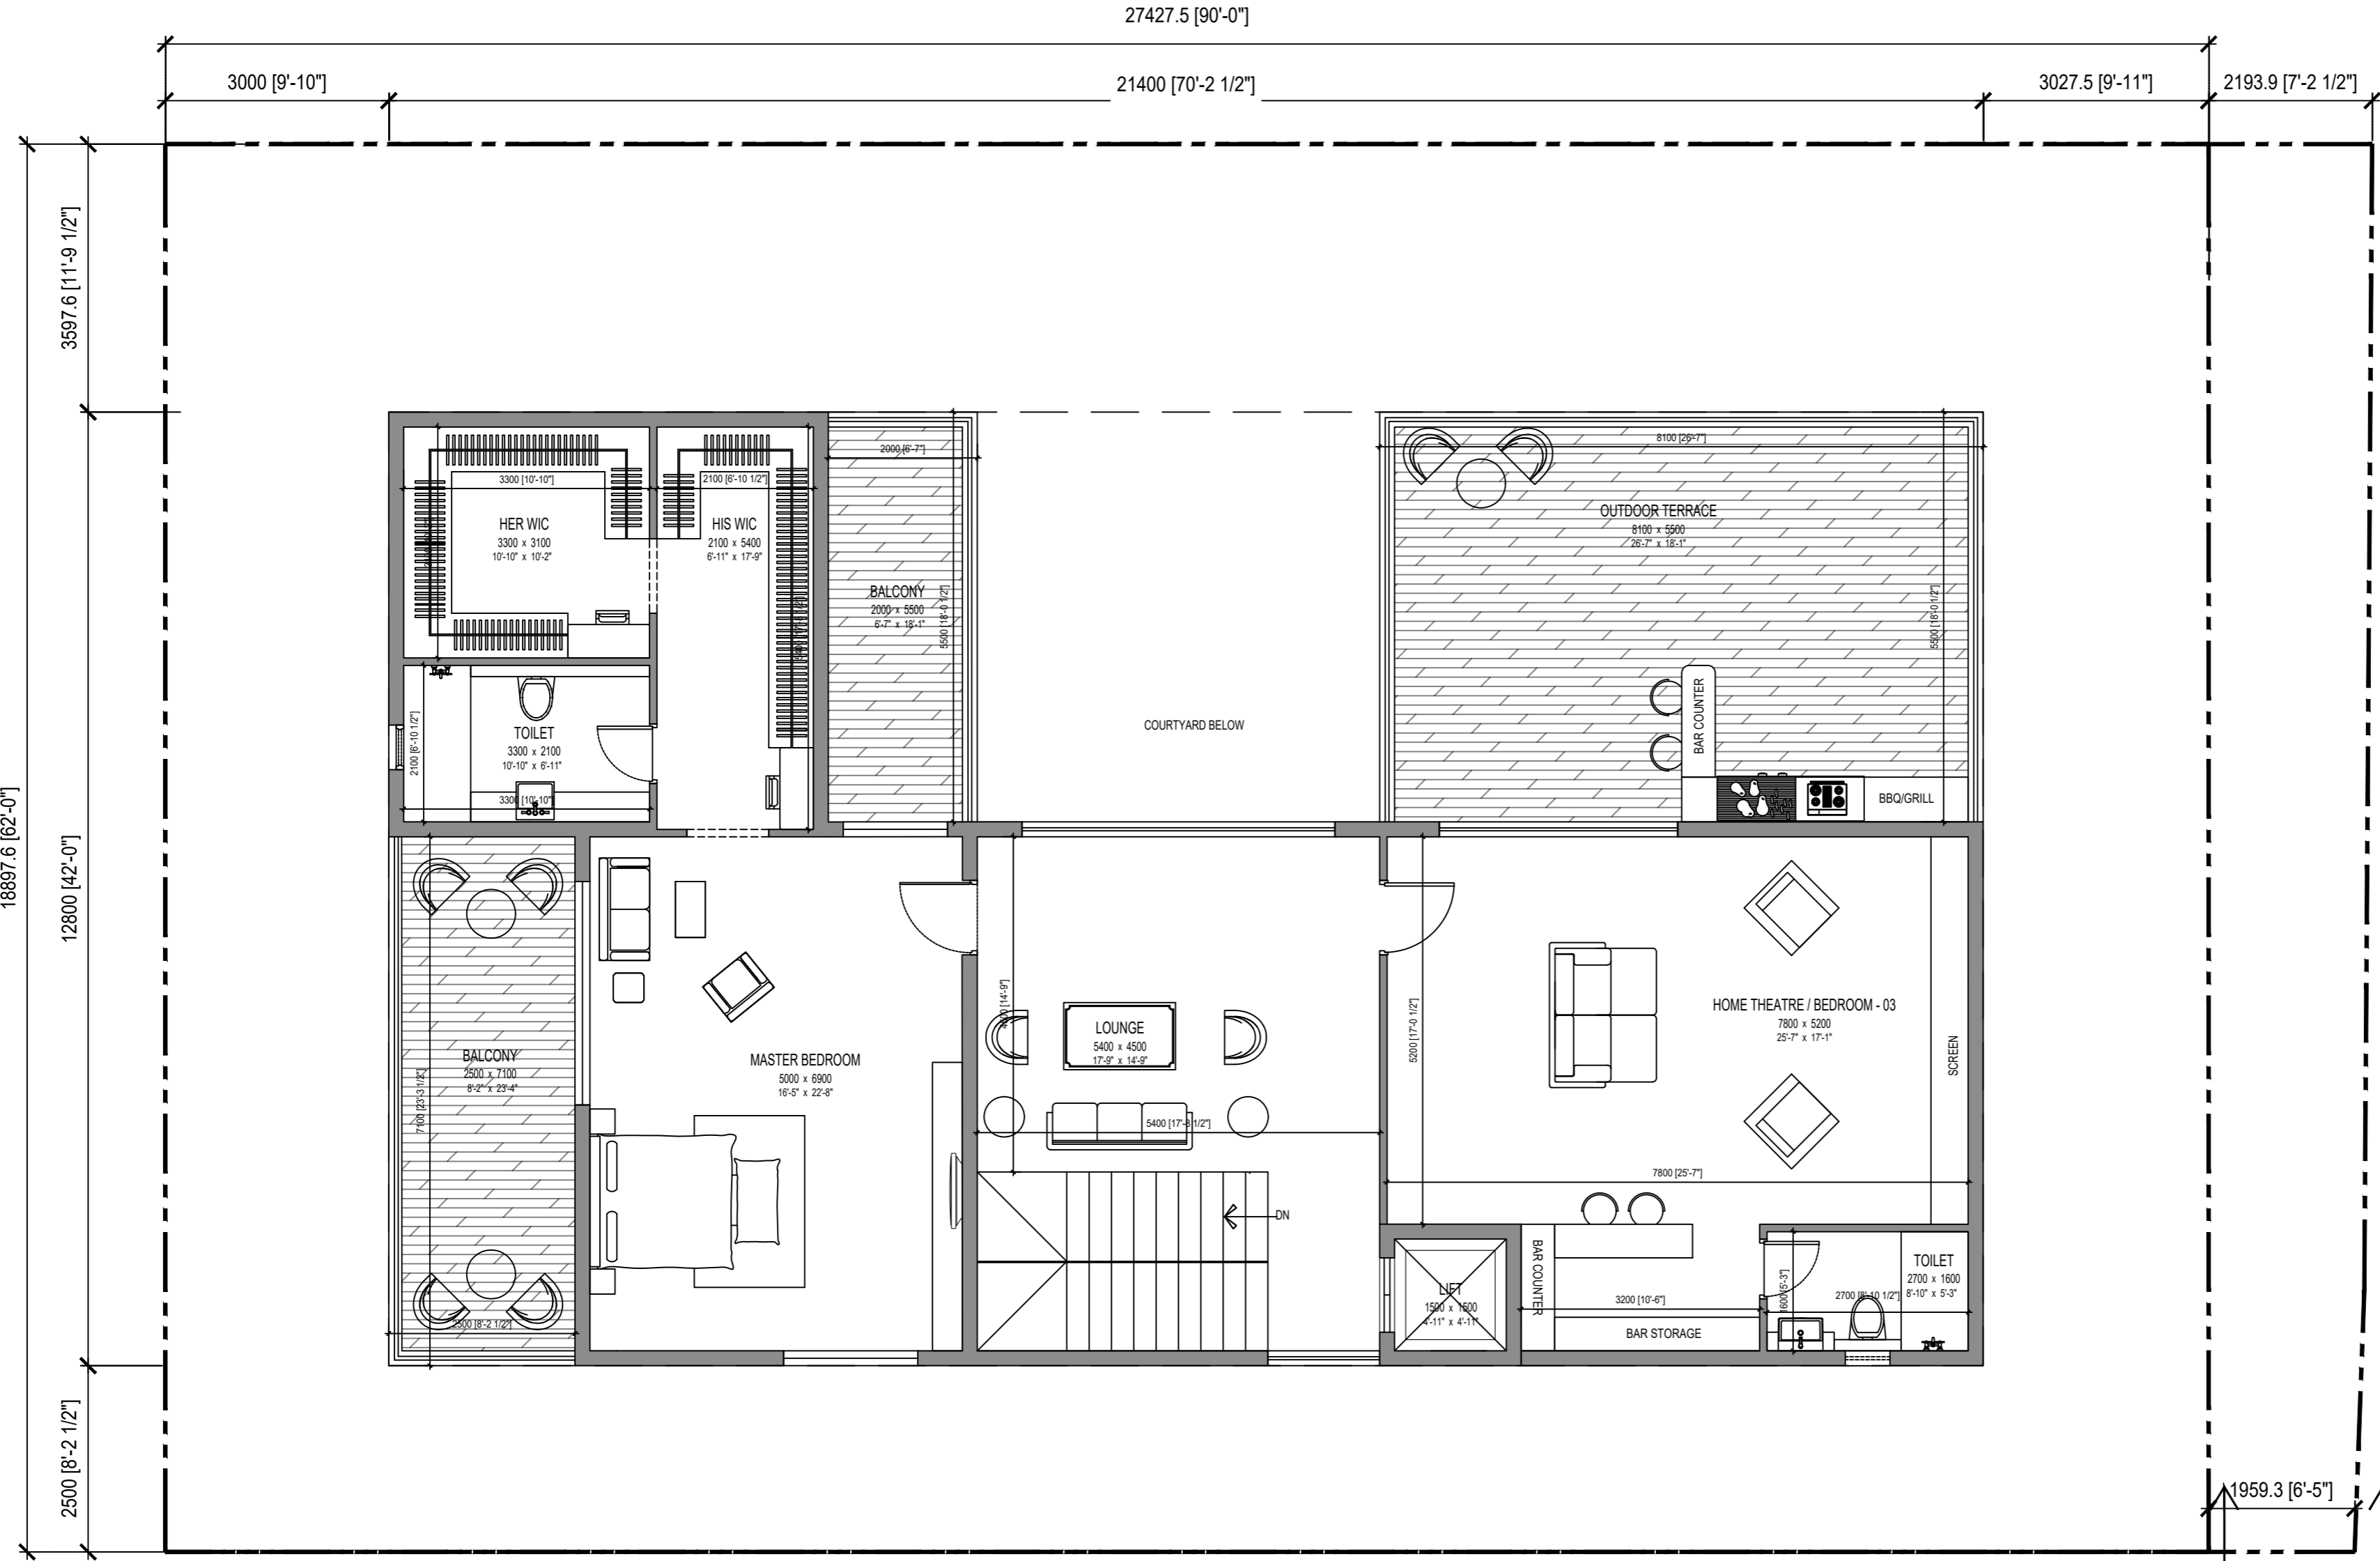 27427.5 [90'-0"]
3000 [9'-10"]
21400 [70'-2 1/2"]
3027.5 [9'-11"]
2193.9 [7'-2 1/2"]
3597.6 [11'-9 1/2"]
18897.6 [62'-0"]
12800 [42'-0"]
2500 [8'-2 1/2"]
3300 [10'-10"]
HER WIC
3300 x 3100
10'-10" x 10'-2"
2100 [6'-10 1/2"]
HIS WIC
2100 x 5400
6'-11" x 17'-9"
2000 [6'-7"]
BALCONY
2000 x 5500
6'-7" x 18'-1"
5500 [18'-0 1/2"]
COURTYARD BELOW
8100 [26'-7"]
OUTDOOR TERRACE
8100 x 5500
26'-7" x 18'-1"
5500 [18'-0 1/2"]
BAR COUNTER
BBQ/GRILL
2100 [6'-10 1/2"]
TOILET
3300 x 2100
10'-10" x 6'-11"
3300 [10'-10"]
BALCONY
2500 x 7100
8'-2" x 23'-4"
7100 [23'-3 1/2"]
2500 [8'-2 1/2"]
MASTER BEDROOM
5000 x 6900
16'-5" x 22'-8"
LOUNGE
5400 x 4500
17'-9" x 14'-9"
5400 [17'-8 1/2"]
DN
5200 [17'-0 1/2"]
HOME THEATRE / BEDROOM - 03
7800 x 5200
25'-7" x 17'-1"
SCREEN
7800 [25'-7"]
LIFT
1500 x 1500
4'-11" x 4'-11"
BAR COUNTER
3200 [10'-6"]
BAR STORAGE
1600 [5'-3"]
2700 [8'-10 1/2"]
TOILET
2700 x 1600
8'-10" x 5'-3"
1959.3 [6'-5"]